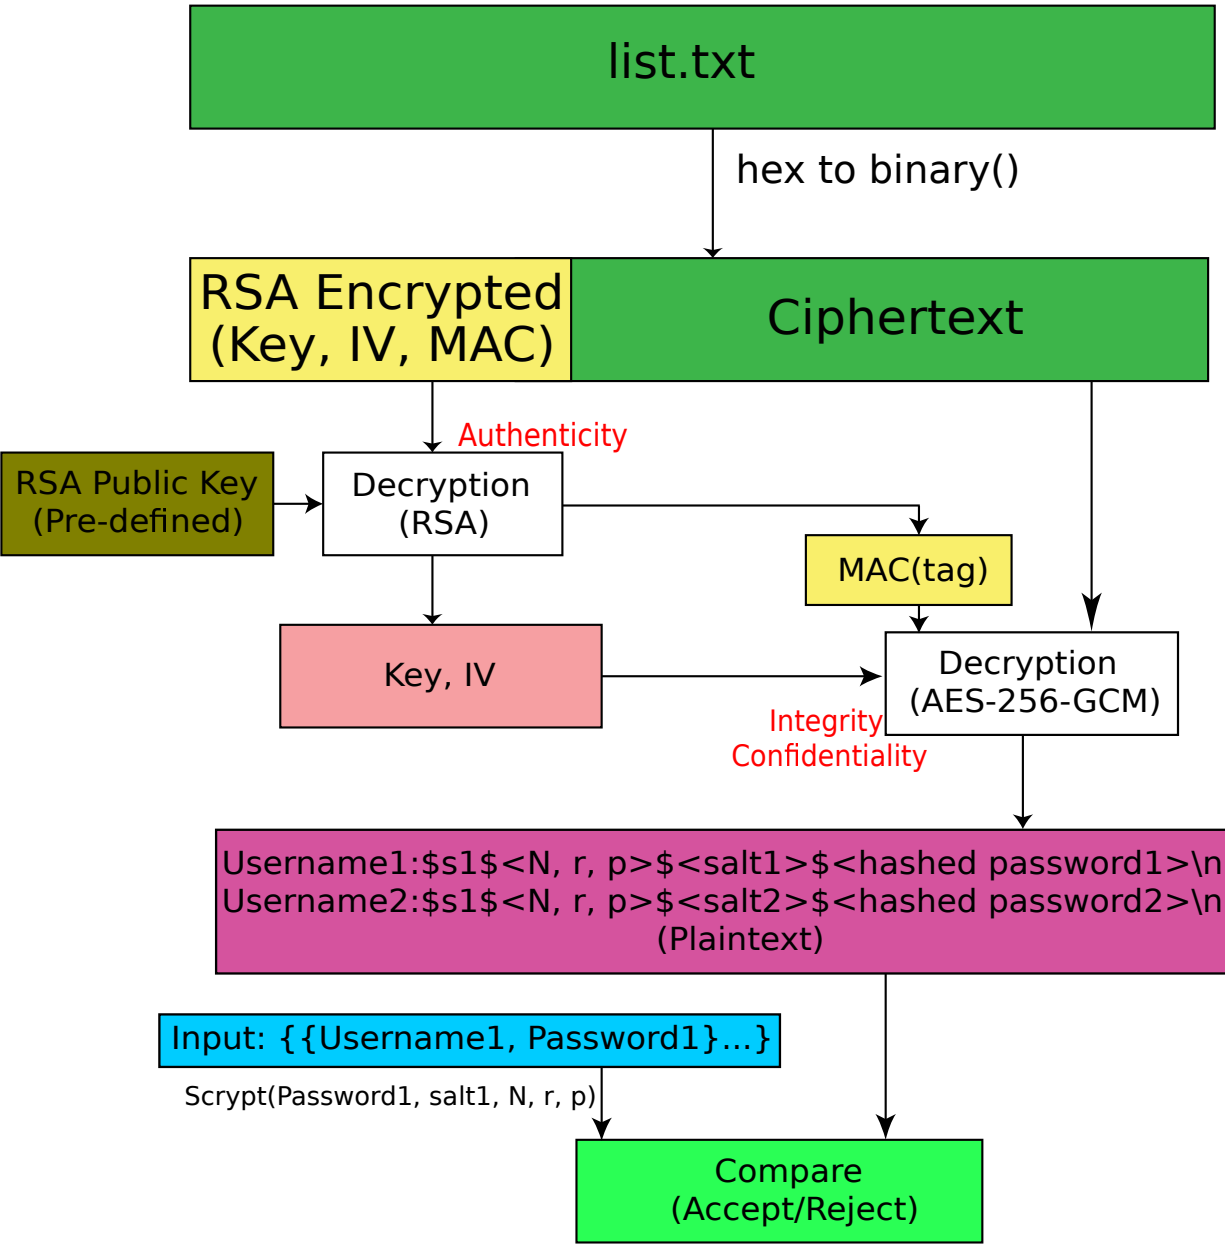 list.txt
hex to binary()
RSA Encrypted
(Key, IV, MAC)
Ciphertext
Authenticity
RSA Public Key
(Pre-defined)
Decryption
(RSA)
MAC(tag)
Key, IV
Decryption
(AES-256-GCM)
Integrity
Confidentiality
Username1:$s1$<N, r, p>$<salt1>$<hashed password1>\n
Username2:$s1$<N, r, p>$<salt2>$<hashed password2>\n
(Plaintext)
Input: {{Username1, Password1}...}
Scrypt(Password1, salt1, N, r, p)
Compare
(Accept/Reject)